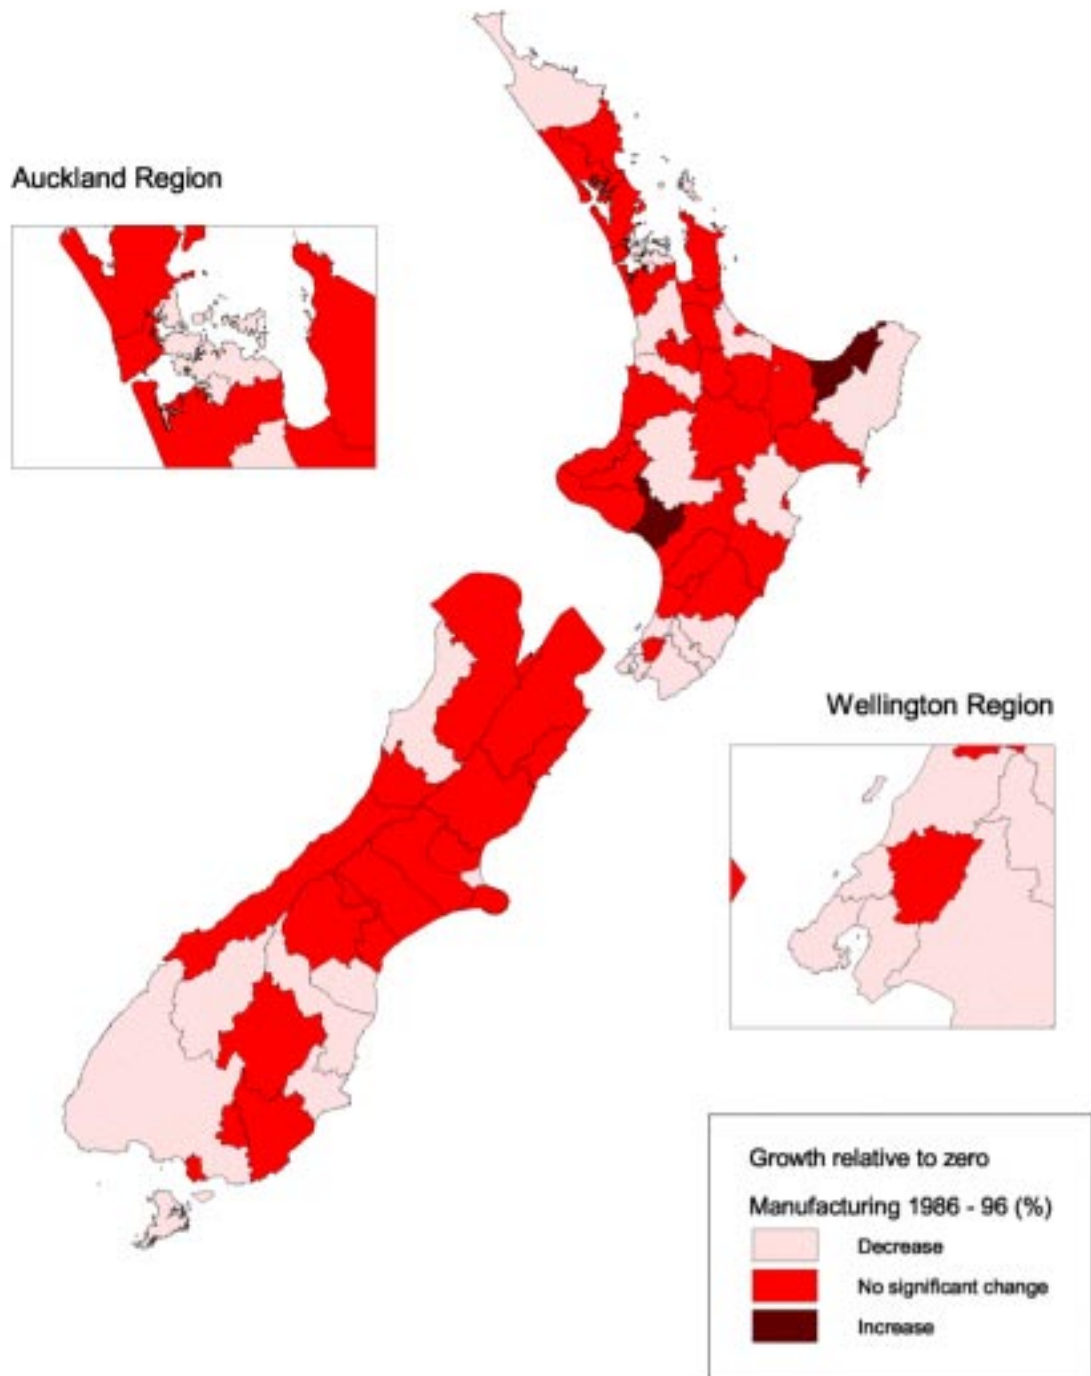 Auckland Region
Wellington Region
Growth relative to zero
Manufacturing 1986 - 96 (%)
Decrease
No significant change
Increase